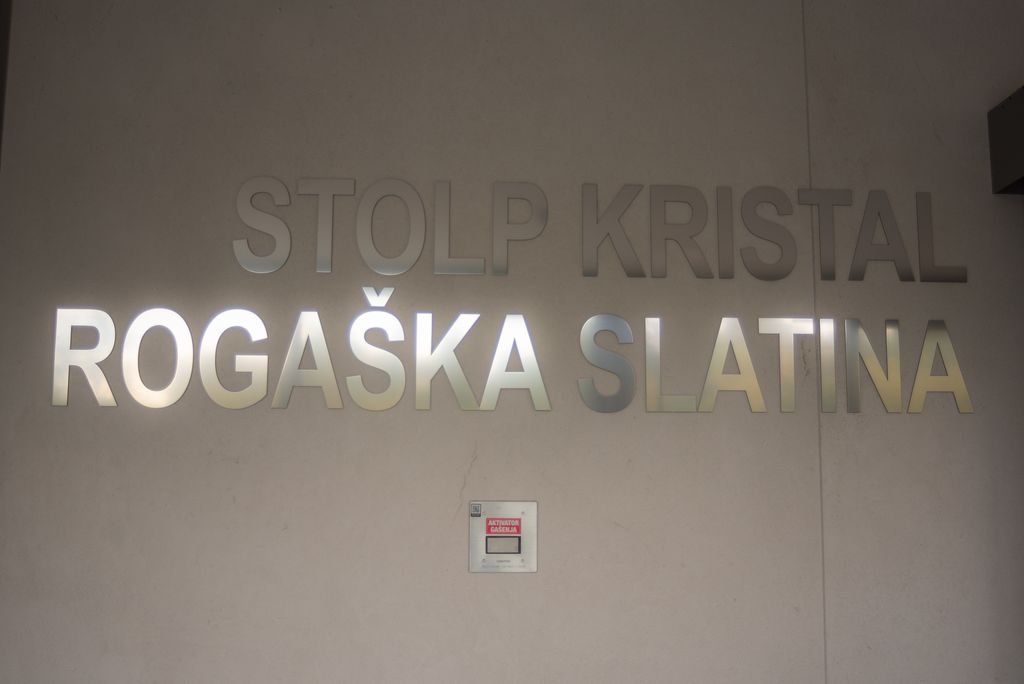 STOLP KRISTAL
ROGAŠKA SLATINA
AKTIVATOR
GAŠENJA